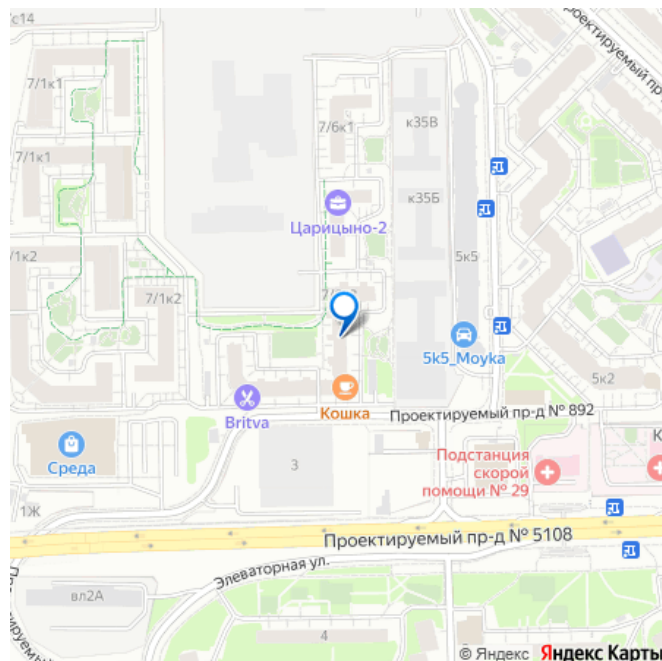 с14
Проектируемый пр-
7/1к1
7/6к1
к35В
7/1к1
к35Б
Царицыно-2
/1к2
5к5
7/1к2
5k5_Moyka
5к2
Britva
Кошка
Проектируемый пр-д № 892
Среда
3
Подстанция
скорой
помощи № 29
К
1Ж
Проектируемый пр-д № 5108
Элеваторная ул.
вл2А
4
© Яндекс Яндекс Карты